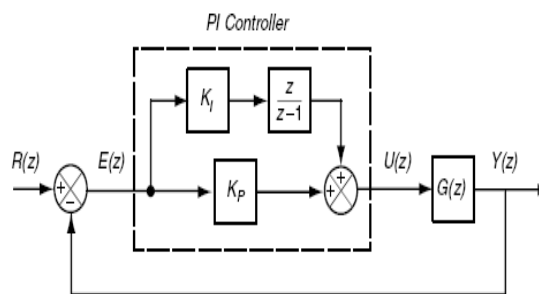 PI Controller
K_I
z
z−1
R(z)
E(z)
+
−
K_P
+
+
U(z)
G(z)
Y(z)